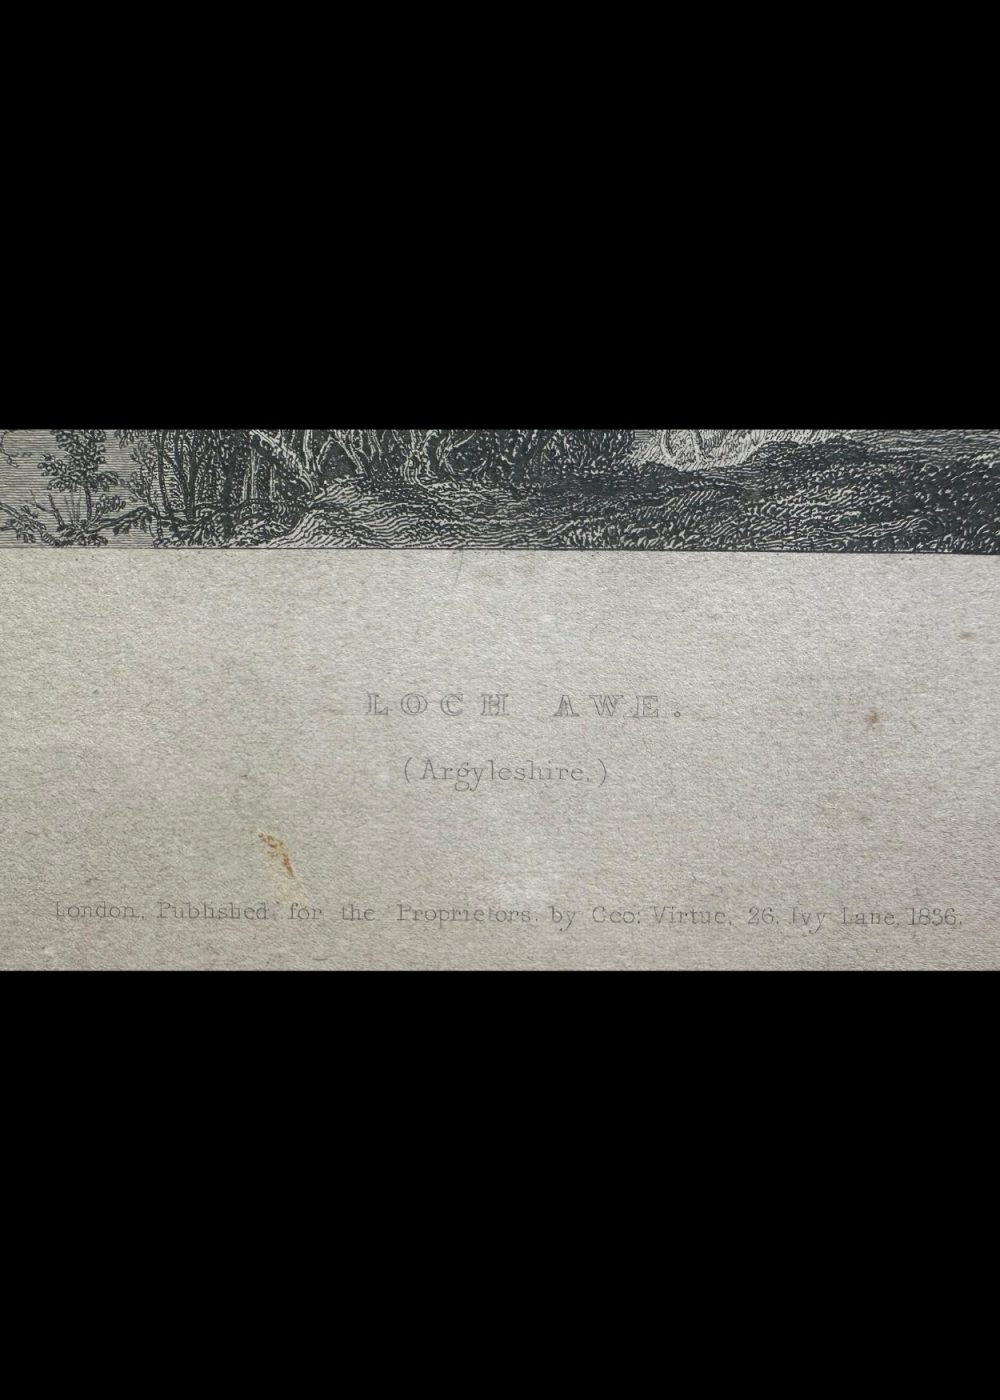 LOCH AWE.
(Argyleshire.)
London, Published, for the Proprietors, by Geo: Virtue, 26, Ivy Lane, 1836.